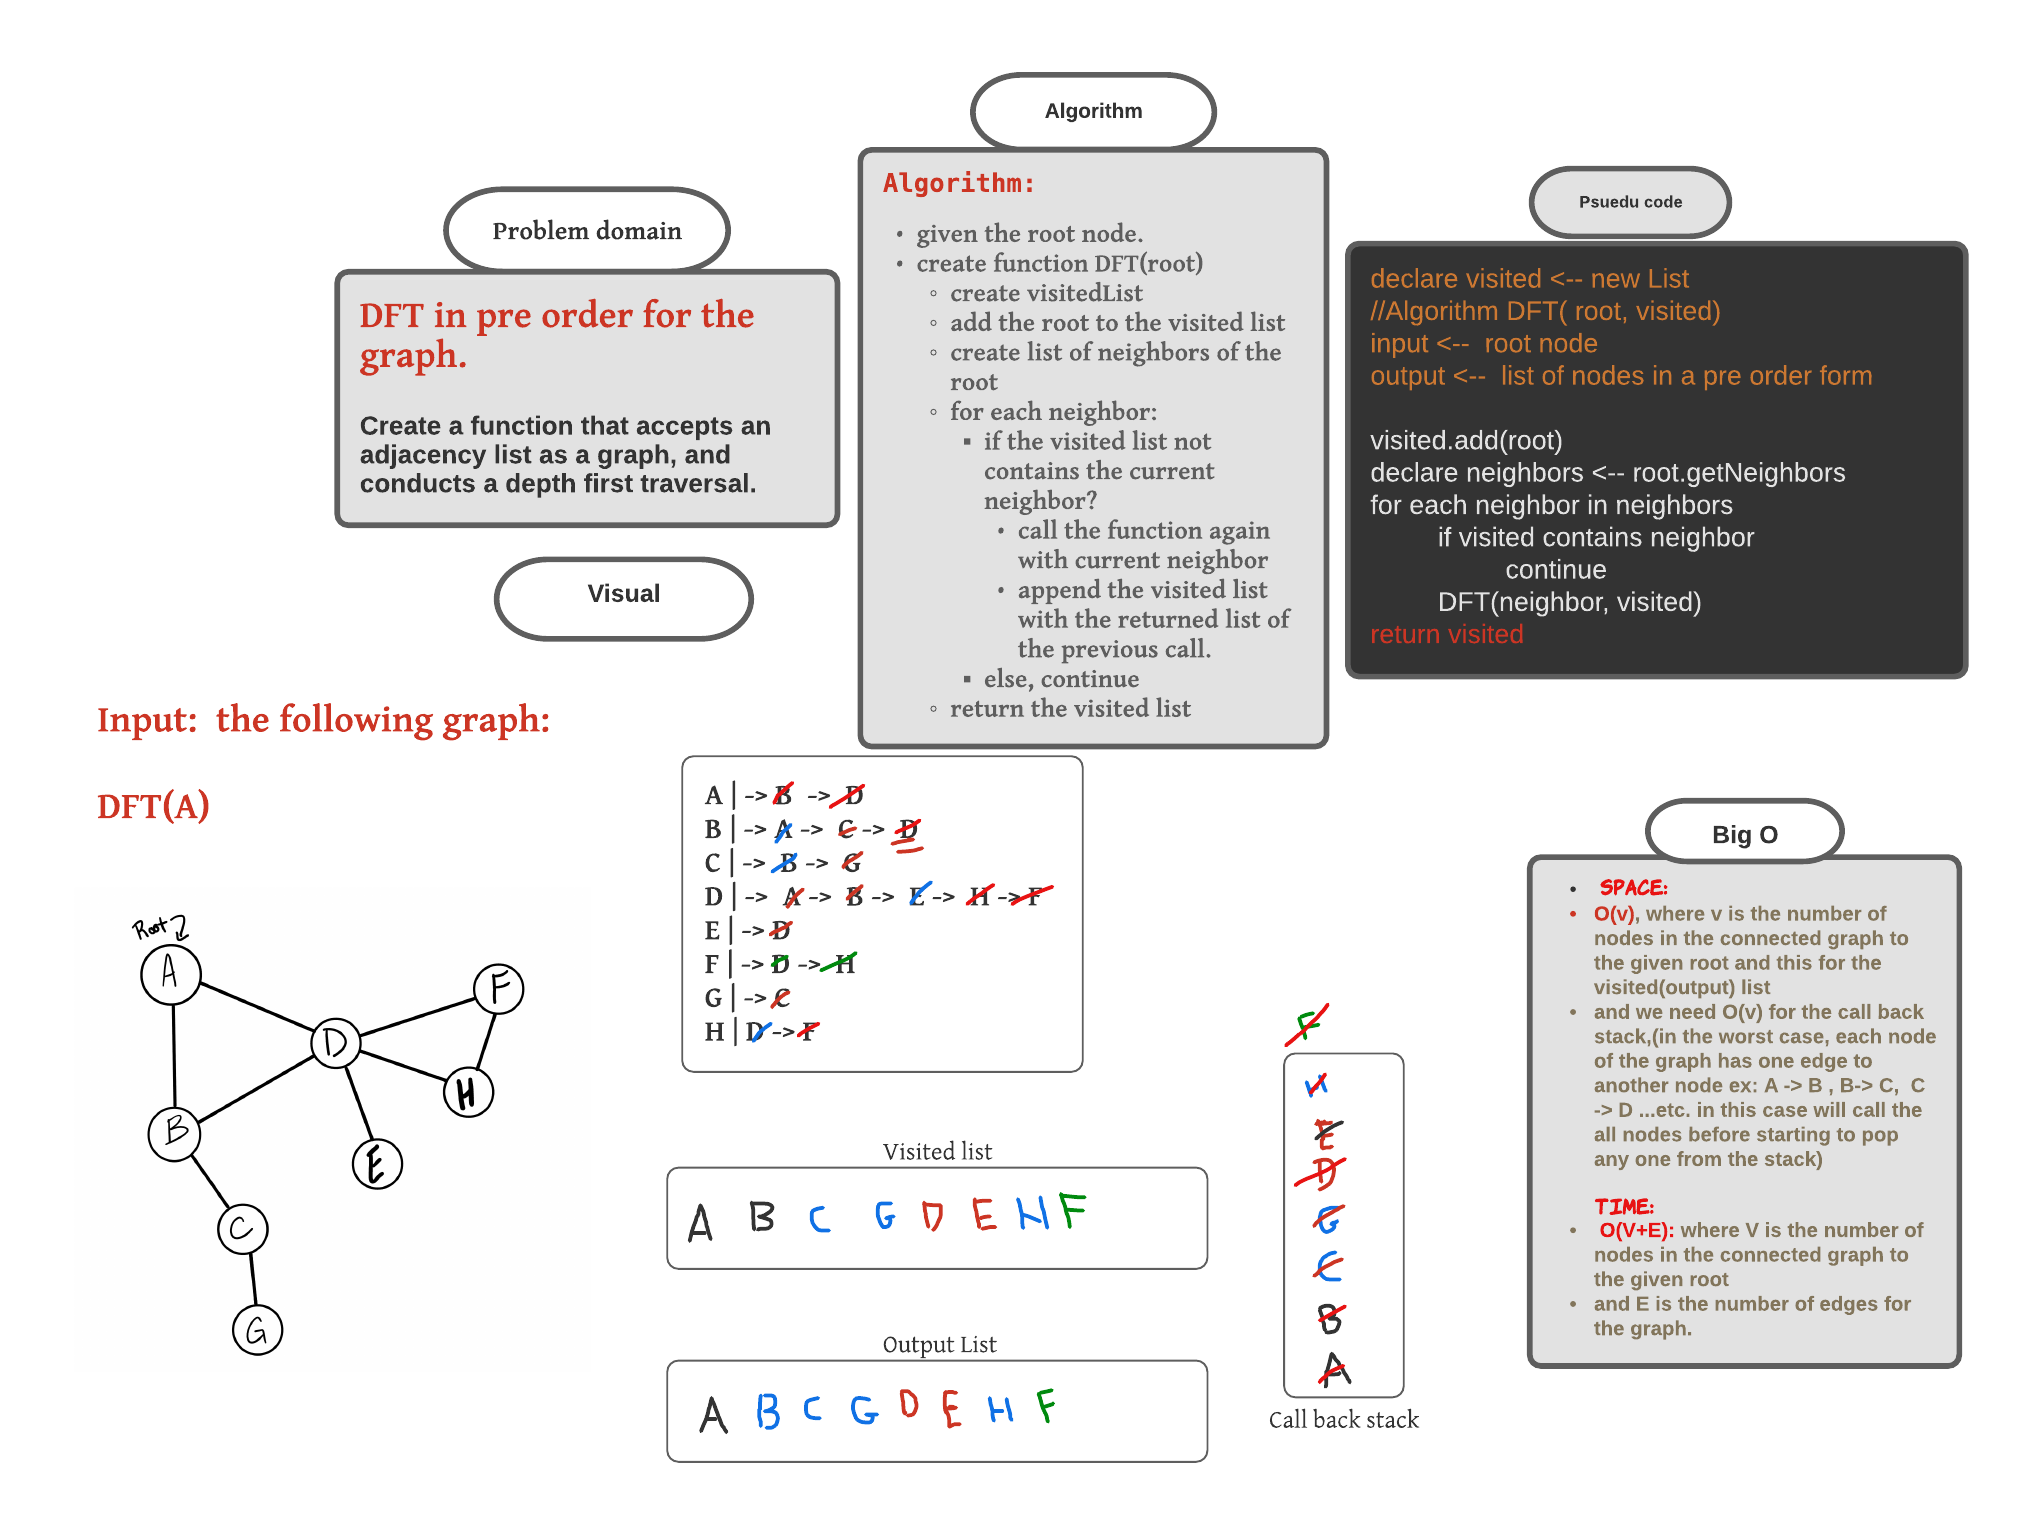 Algorithm
Algorithm:
• given the root node.
• create function DFT(root)
◦ create visitedList
◦ add the root to the visited list
◦ create list of neighbors of the
root
◦ for each neighbor:
▪ if the visited list not
contains the current
neighbor?
• call the function again
with current neighbor
• append the visited list
with the returned list of
the previous call.
▪ else, continue
◦ return the visited list
Problem domain
DFT in pre order for the
graph.
Create a function that accepts an
adjacency list as a graph, and
conducts a depth first traversal.
Psuedu code
declare visited <-- new List
//Algorithm DFT( root, visited)
input <-- root node
output <-- list of nodes in a pre order form
visited.add(root)
declare neighbors <-- root.getNeighbors
for each neighbor in neighbors
if visited contains neighbor
continue
DFT(neighbor, visited)
return visited
Visual
Input: the following graph:
DFT(A)
Root
A
F
D
H
B
E
C
G
A | -> B -> D
B | -> A -> C -> D
C | -> B -> G
D | -> A -> B -> E -> H -> F
E | -> D
F | -> D -> H
G | -> C
H | D -> F
Visited list
A B C G D E H F
Output List
A B C G D E H F
F
H
E
D
G
C
B
A
Call back stack
Big O
• SPACE:
• O(v), where v is the number of
nodes in the connected graph to
the given root and this for the
visited(output) list
• and we need O(v) for the call back
stack,(in the worst case, each node
of the graph has one edge to
another node ex: A -> B , B-> C, C
-> D ...etc. in this case will call the
all nodes before starting to pop
any one from the stack)
TIME:
• O(V+E): where V is the number of
nodes in the connected graph to
the given root
• and E is the number of edges for
the graph.